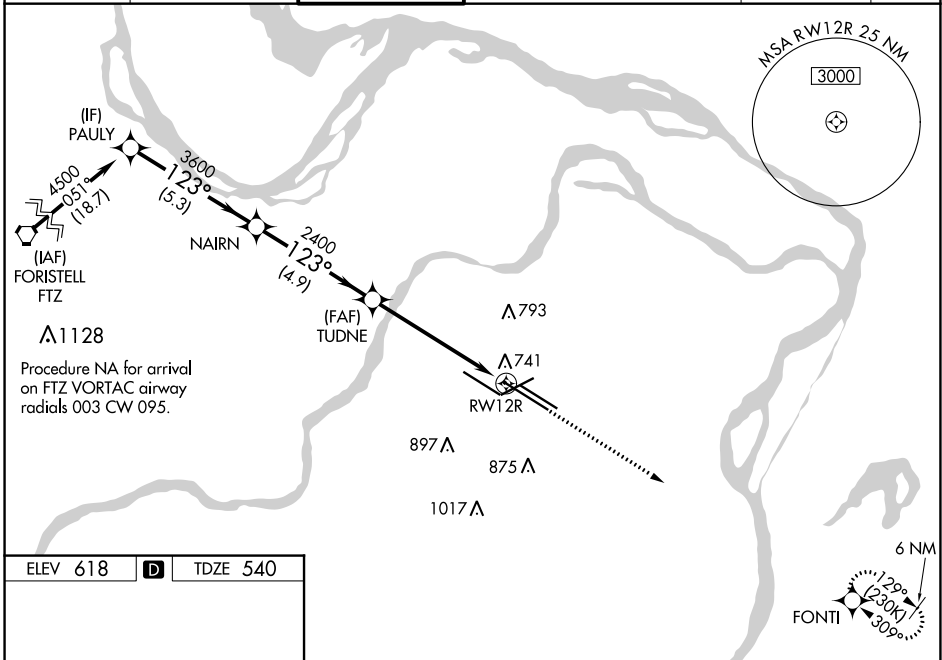 MSA RW12R 25 NM
3000
(IF)
PAULY
4500
051°
(18.7)
3600
123°
(5.3)
NAIRN
2400
123°
(4.9)
(IAF)
FORISTELL
FTZ
(FAF)
TUDNE
793
1128
741
Procedure NA for arrival
on FTZ VORTAC airway
radials 003 CW 095.
RW12R
897
875
1017
ELEV 618 D TDZE 540
6 NM
129°
(230K)
309°
FONTI